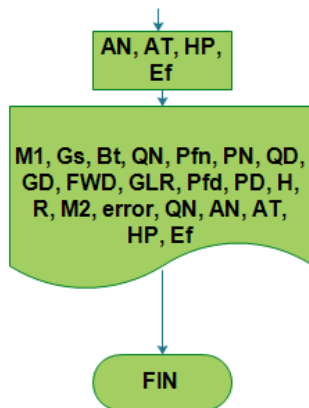 AN, AT, HP,
Ef
M1, Gs, Bt, QN, Pfn, PN, QD,
GD, FWD, GLR, Pfd, PD, H,
R, M2, error, QN, AN, AT,
HP, Ef
FIN